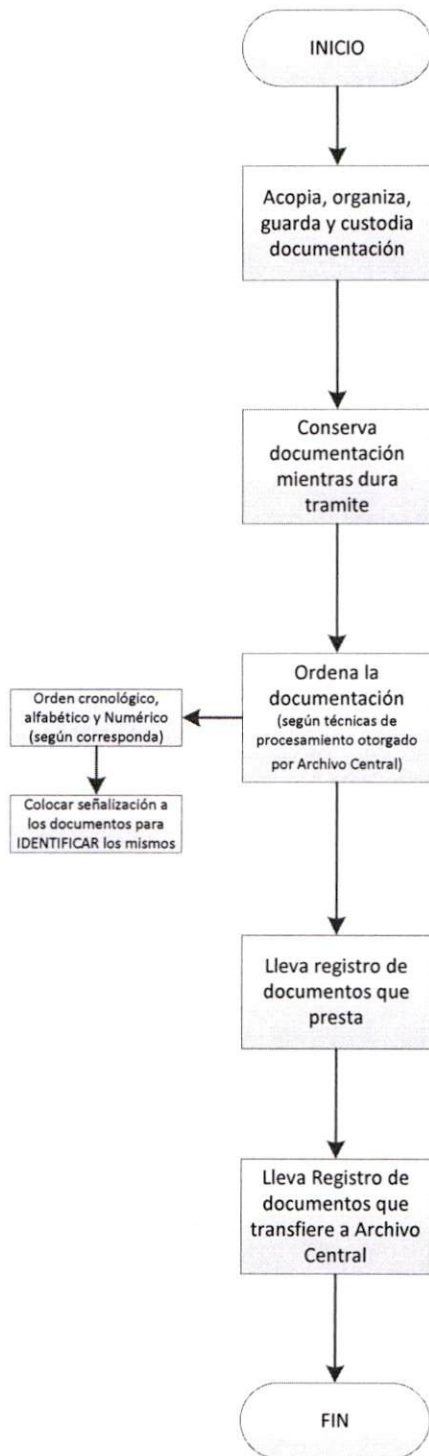 INICIO
Acopia, organiza,
guarda y custodia
documentación
Conserva
documentación
mientras dura
tramite
Ordena la
documentación
(según técnicas de
procesamiento otorgado
por Archivo Central)
Orden cronológico,
alfabético y Numérico
(según corresponda)
Colocar señalización a
los documentos para
IDENTIFICAR los mismos
Lleva registro de
documentos que
presta
Lleva Registro de
documentos que
transfiere a Archivo
Central
FIN